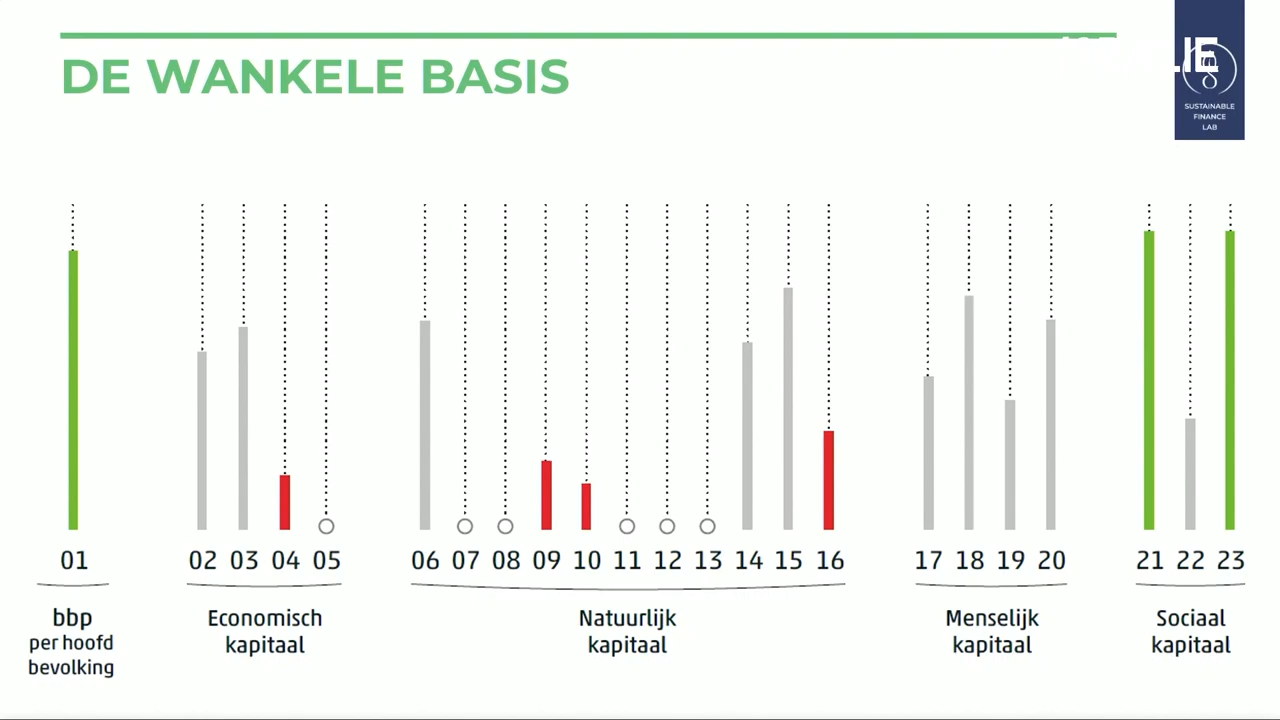 DE WANKELE BASIS
SUSTAINABLE
FINANCE
LAB
01 02 03 04 05 06 07 08 09 10 11 12 13 14 15 16 17 18 19 20 21 22 23
bbp
per hoofd
bevolking
Economisch
kapitaal
Natuurlijk
kapitaal
Menselijk
kapitaal
Sociaal
kapitaal